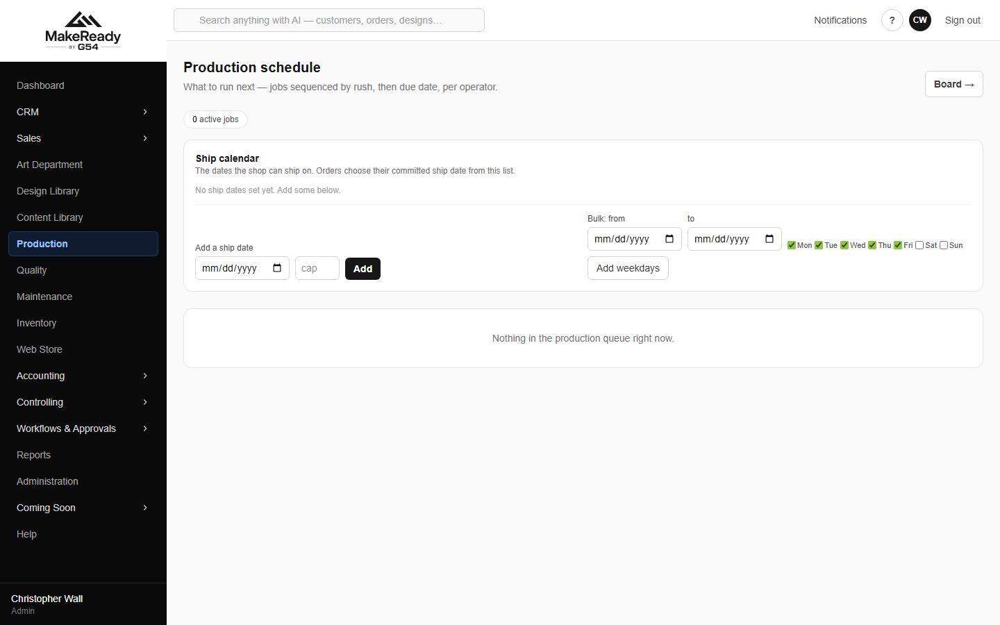 MakeReady
BY G54
Search anything with AI — customers, orders, designs…
Notifications
?
CW
Sign out
Dashboard
CRM
Sales
Art Department
Design Library
Content Library
Production
Quality
Maintenance
Inventory
Web Store
Accounting
Controlling
Workflows & Approvals
Reports
Administration
Coming Soon
Help
Christopher Wall
Admin
Production schedule
What to run next — jobs sequenced by rush, then due date, per operator.
Board →
0 active jobs
Ship calendar
The dates the shop can ship on. Orders choose their committed ship date from this list.
No ship dates set yet. Add some below.
Add a ship date
mm/dd/yyyy
cap
Add
Bulk: from
to
mm/dd/yyyy
mm/dd/yyyy
Mon Tue Wed Thu Fri Sat Sun
Add weekdays
Nothing in the production queue right now.